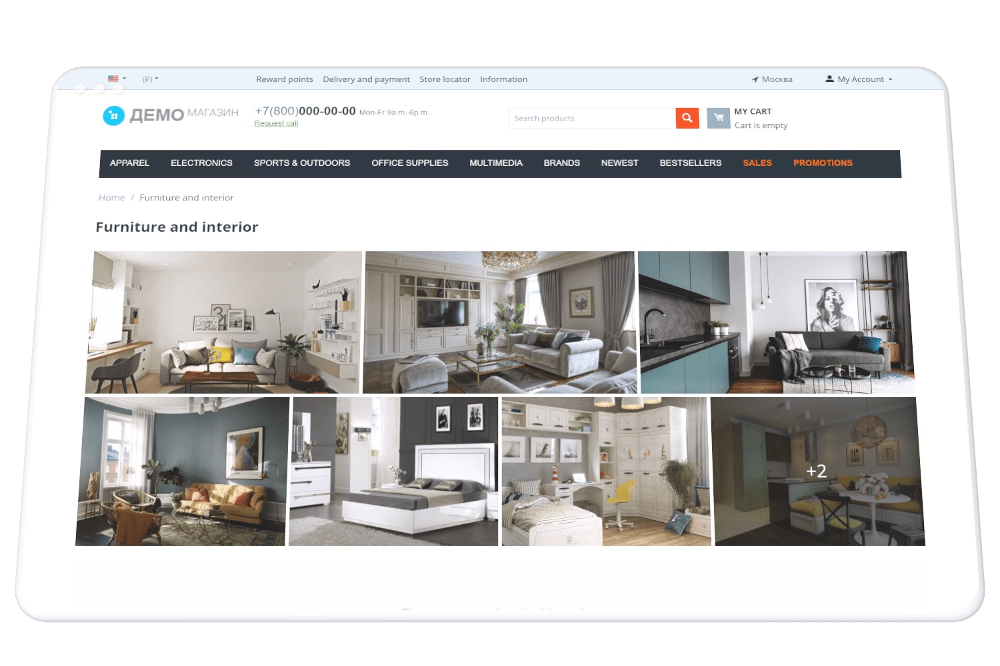 (₽) Reward points Delivery and payment Store locator Information Москва My Account
ДЕМО МАГАЗИН +7(800)000-00-00 Mon-Fr 9a.m.-6p.m. Search products MY CART
Request call Cart is empty
APPAREL ELECTRONICS SPORTS & OUTDOORS OFFICE SUPPLIES MULTIMEDIA BRANDS NEWEST BESTSELLERS SALES PROMOTIONS
Home / Furniture and interior
Furniture and interior
3
+2